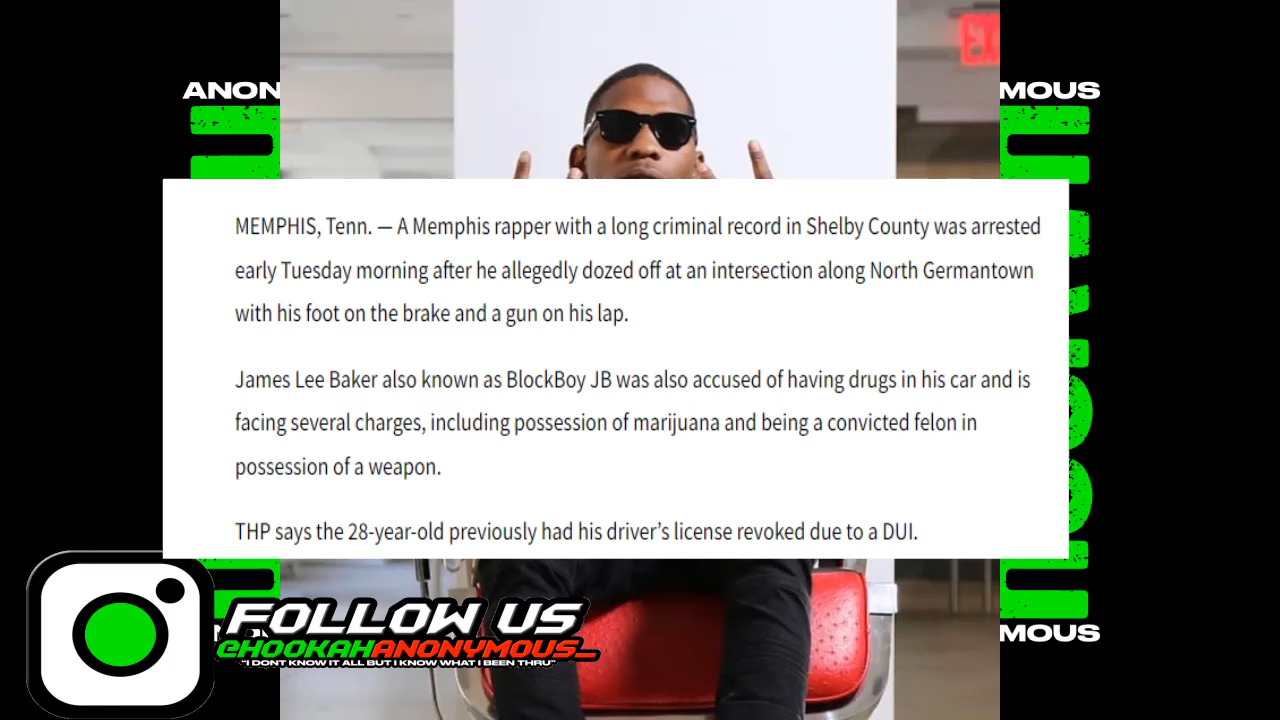 ANON
MOUS
EX
MEMPHIS, Tenn. — A Memphis rapper with a long criminal record in Shelby County was arrested
early Tuesday morning after he allegedly dozed off at an intersection along North Germantown
with his foot on the brake and a gun on his lap.
James Lee Baker also known as BlockBoy JB was also accused of having drugs in his car and is
facing several charges, including possession of marijuana and being a convicted felon in
possession of a weapon.
THP says the 28-year-old previously had his driver’s license revoked due to a DUI.
FOLLOW US
@HOOKAHANONYMOUS_
"I DONT KNOW IT ALL BUT I KNOW WHAT I BEEN THRU"
MOUS